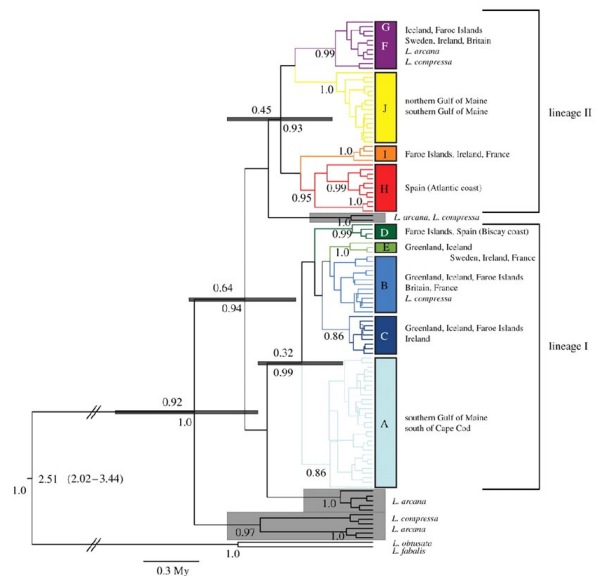 G
Iceland, Faroe Islands
F
Sweden, Ireland, Britain
L. arcana
L. compressa
0.99
1.0
J
northern Gulf of Maine
southern Gulf of Maine
lineage II
0.45
0.93
1.0
I
Faroe Islands. Ireland, France
H
Spain (Atlantic coast)
0.99
0.95
1.0
1.0
L. arcana, L. compressa
0.99
D
Faroe Islands. Spain (Biscay coast)
1.0
E
Greenland, Iceland
Sweden, Ireland, France
B
Greenland, Iceland, Faroe Islands
Britain, France
L. compressa
0.64
0.94
0.86
C
Greenland, Iceland, Faroe Islands
Ireland
lineage I
0.32
0.99
A
southern Gulf of Maine
south of Cape Cod
0.86
0.92
1.0
2.51 (2.02–3.44)
1.0
1.0
L. arcana
L. compressa
0.97
L. arcana
1.0
L. obtusata
1.0
L. fabalis
0.3 My